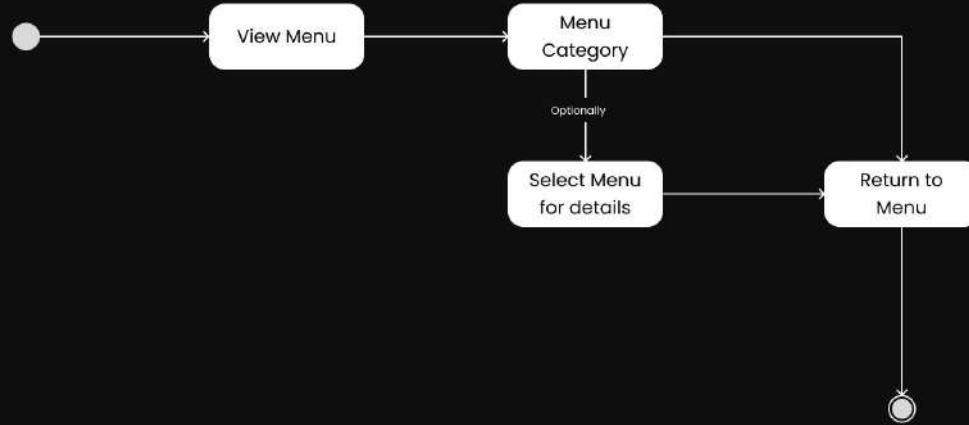 View Menu
Menu
Category
Optionally
Select Menu
for details
Return to
Menu